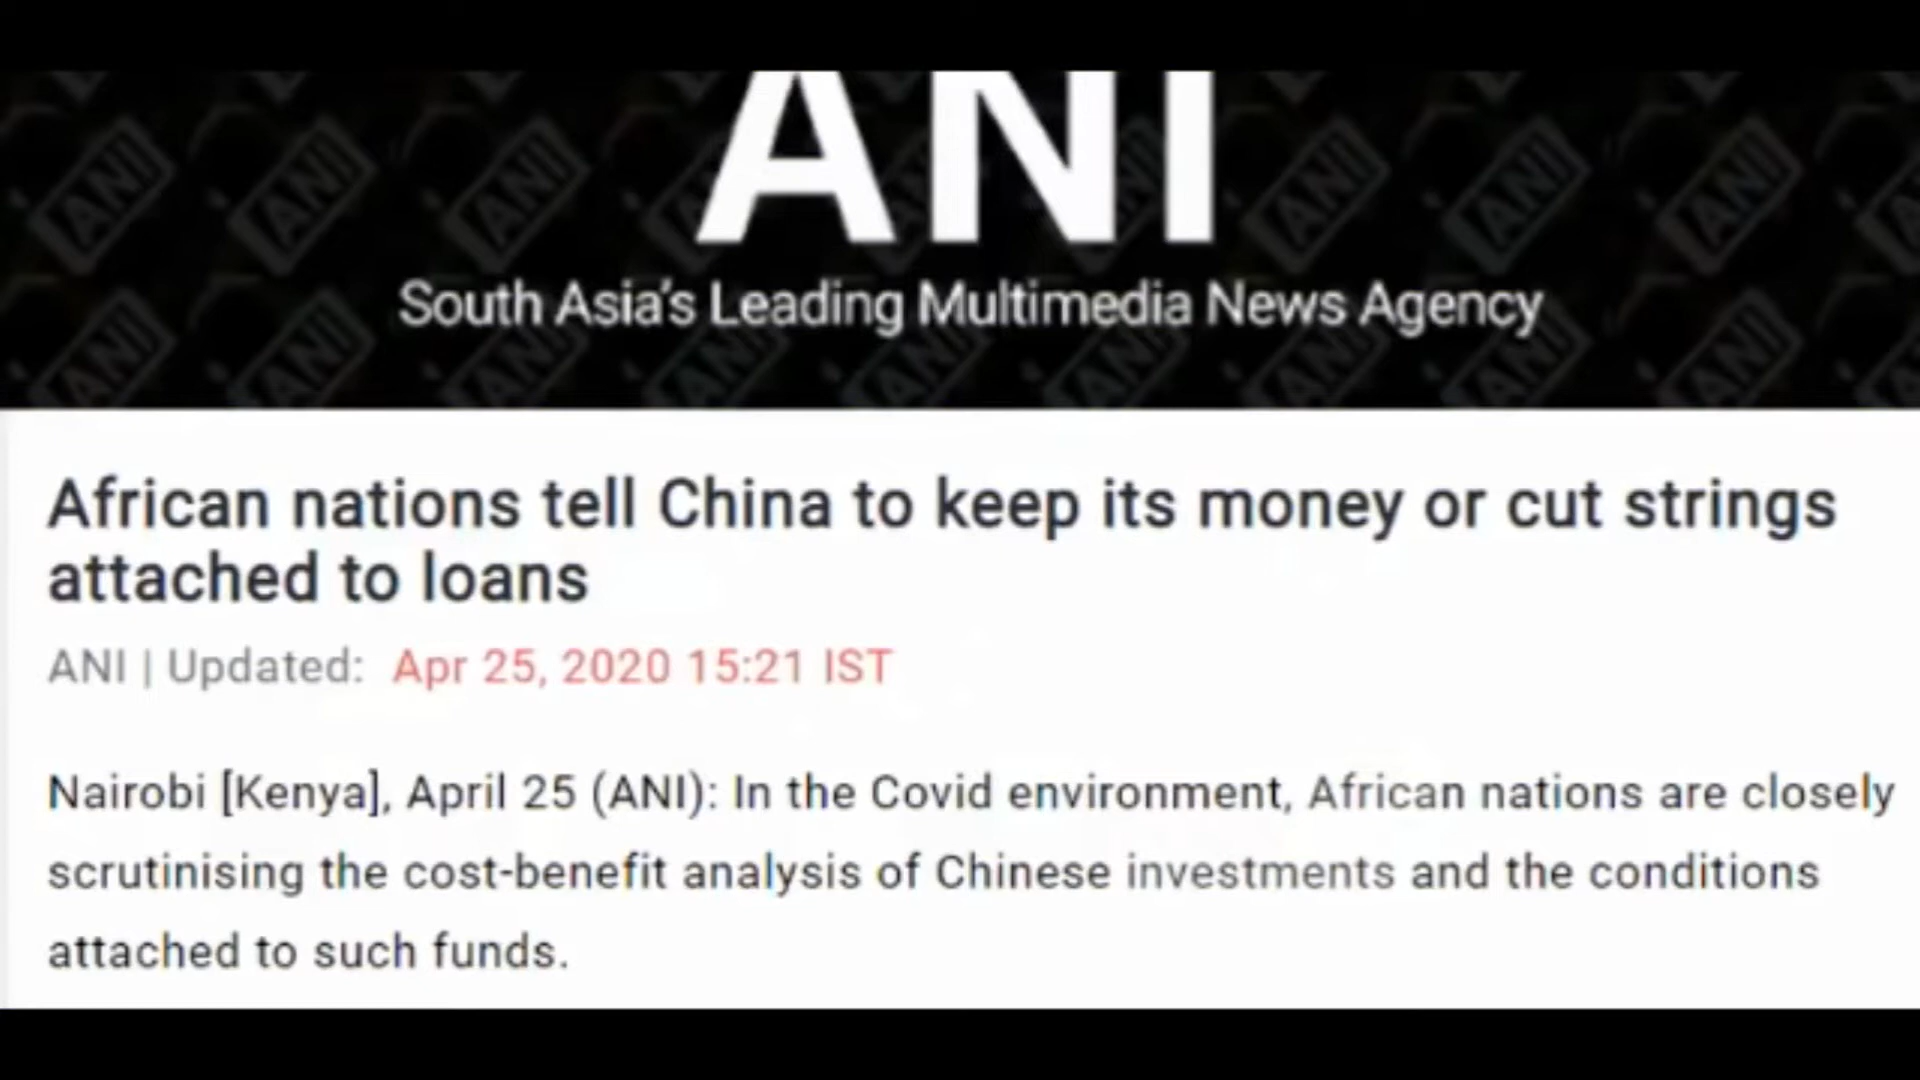 ANI
South Asia's Leading Multimedia News Agency
African nations tell China to keep its money or cut strings
attached to loans
ANI | Updated: Apr 25, 2020 15:21 IST
Nairobi [Kenya], April 25 (ANI): In the Covid environment, African nations are closely
scrutinising the cost-benefit analysis of Chinese investments and the conditions
attached to such funds.